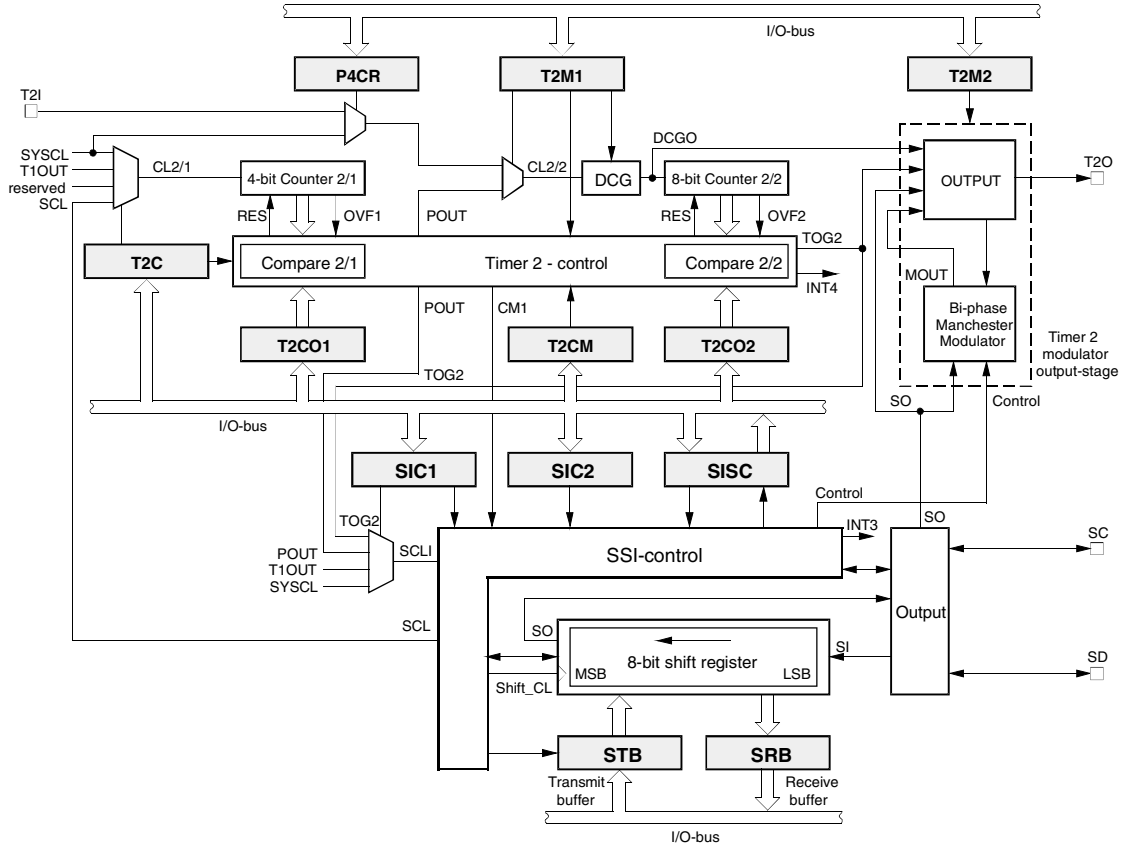 I/O-bus
P4CR
T2M1
T2M2
T2I
DCGO
SYSCL
T1OUT
reserved
SCL
CL2/1
4-bit Counter 2/1
CL2/2
DCG
8-bit Counter 2/2
OUTPUT
T2O
RES
OVF1
POUT
RES
OVF2
TOG2
T2C
Compare 2/1
Timer 2 - control
Compare 2/2
INT4
MOUT
Bi-phase
Manchester
Modulator
POUT
CM1
T2CO1
T2CM
T2CO2
Timer 2
modulator
output-stage
TOG2
SO
Control
I/O-bus
SIC1
SIC2
SISC
Control
TOG2
INT3
SO
SC
POUT
T1OUT
SYSCL
SCLI
SSI-control
Output
SCL
SO
8-bit shift register
MSB
LSB
SI
SD
Shift_CL
STB
SRB
Transmit
buffer
Receive
buffer
I/O-bus